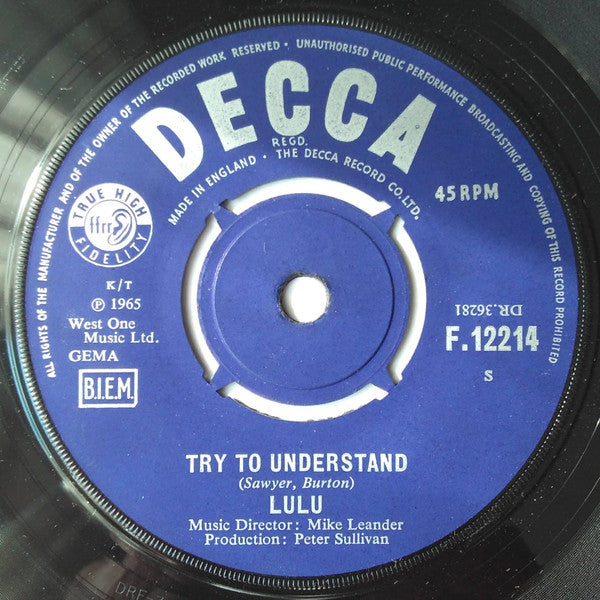 ALL RIGHTS OF THE MANUFACTURER AND OF THE OWNER OF THE RECORDED WORK RESERVED · UNAUTHORISED PUBLIC PERFORMANCE BROADCASTING AND COPYING OF THIS RECORD PROHIBITED
DECCA
REGD.
MADE IN ENGLAND · THE DECCA RECORD CO. LTD.
TRUE HIGH
ffrr
FIDELITY
45 RPM
K/T
℗ 1965
West One
Music Ltd.
GEMA
B.I.E.M.
DR.36281
F.12214
S
TRY TO UNDERSTAND
(Sawyer, Burton)
LULU
Music Director: Mike Leander
Production: Peter Sullivan